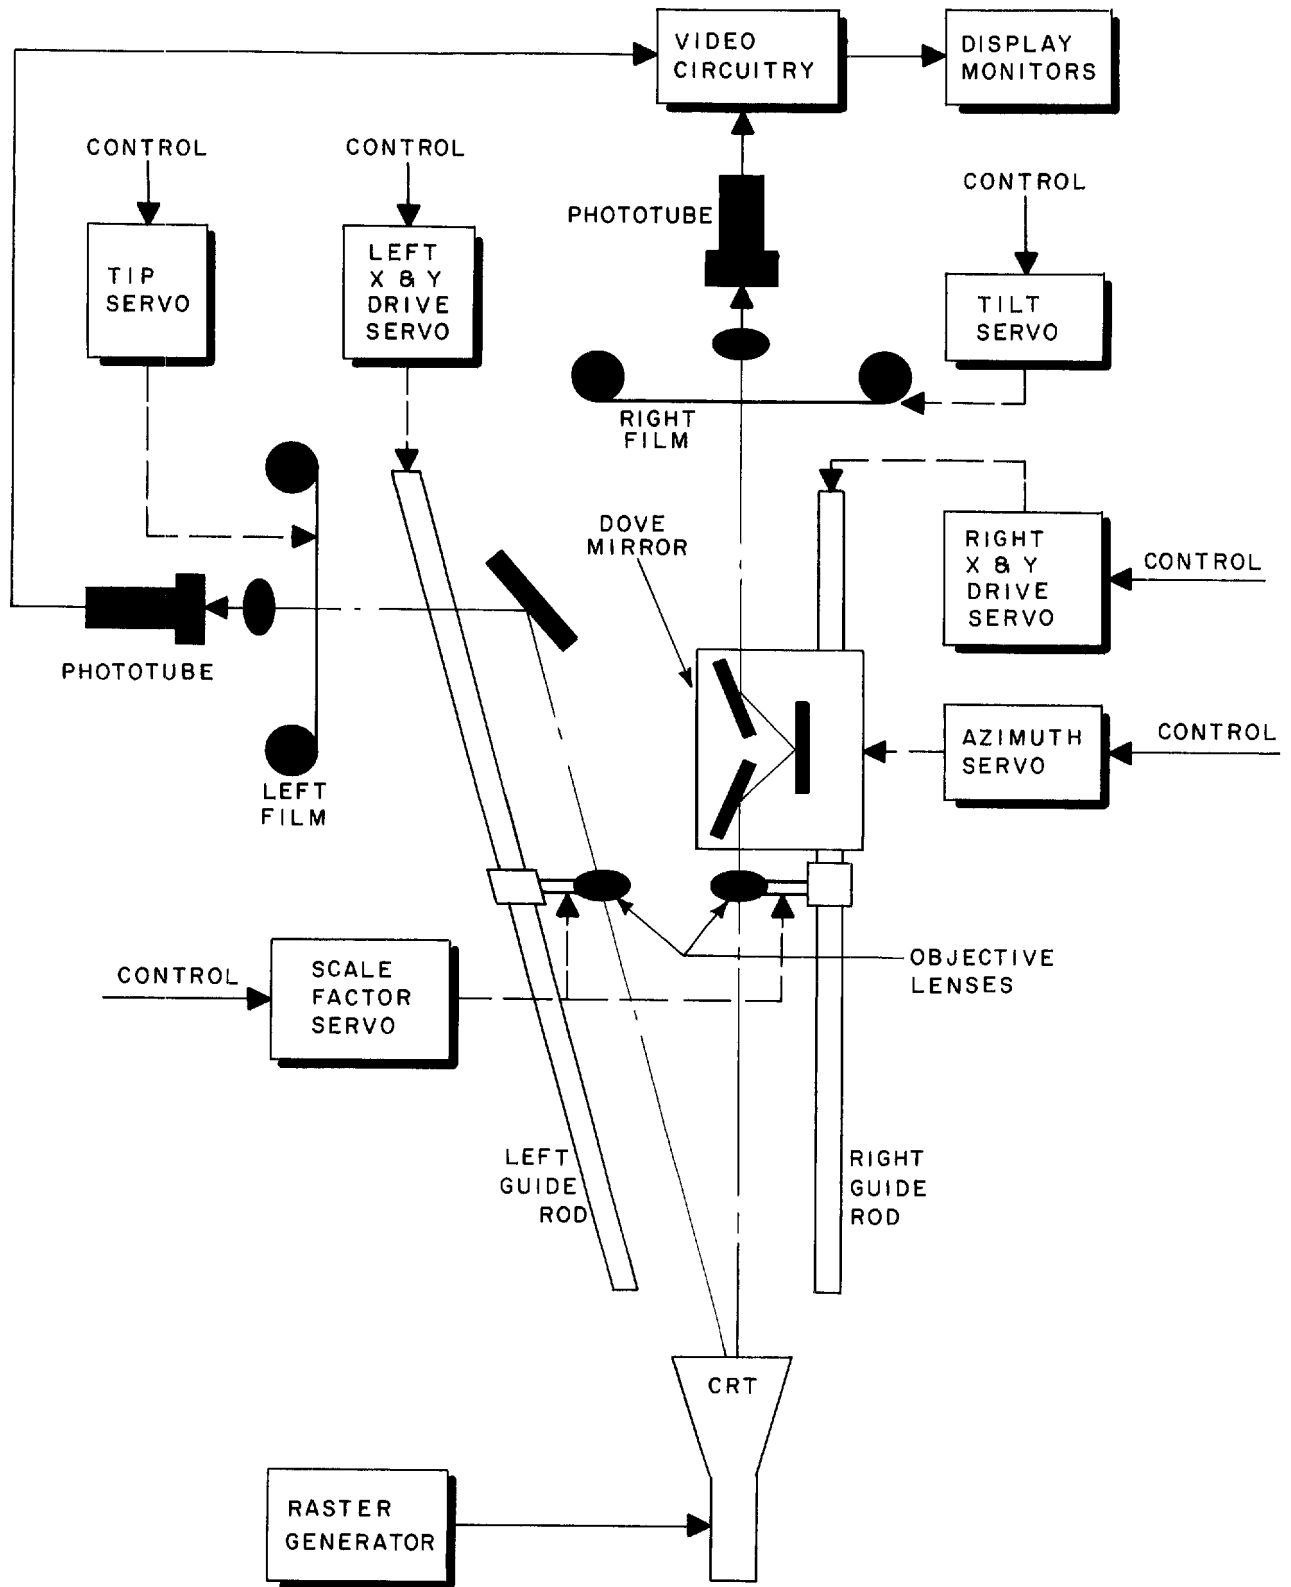 VIDEO
CIRCUITRY
DISPLAY
MONITORS
CONTROL
CONTROL
CONTROL
PHOTOTUBE
TIP
SERVO
LEFT
X & Y
DRIVE
SERVO
TILT
SERVO
RIGHT
FILM
DOVE
MIRROR
RIGHT
X & Y
DRIVE
SERVO
CONTROL
PHOTOTUBE
AZIMUTH
SERVO
CONTROL
LEFT
FILM
CONTROL
SCALE
FACTOR
SERVO
OBJECTIVE
LENSES
LEFT
GUIDE
ROD
RIGHT
GUIDE
ROD
CRT
RASTER
GENERATOR